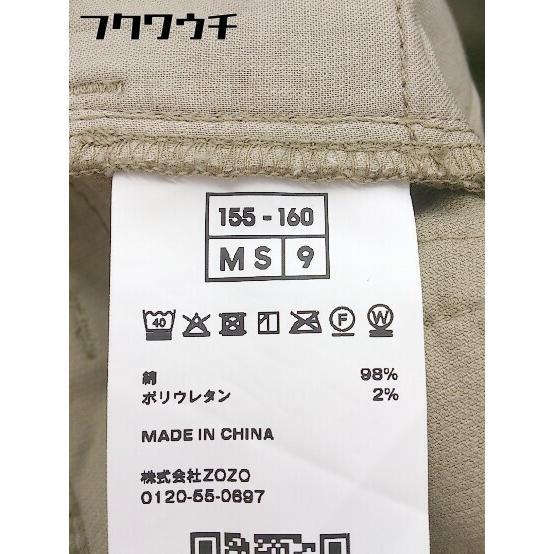 フクワウチ
155-160
MS 9
40 F W
綿 98%
ポリウレタン 2%
MADE IN CHINA
株式会社ZOZO
0120-55-0697